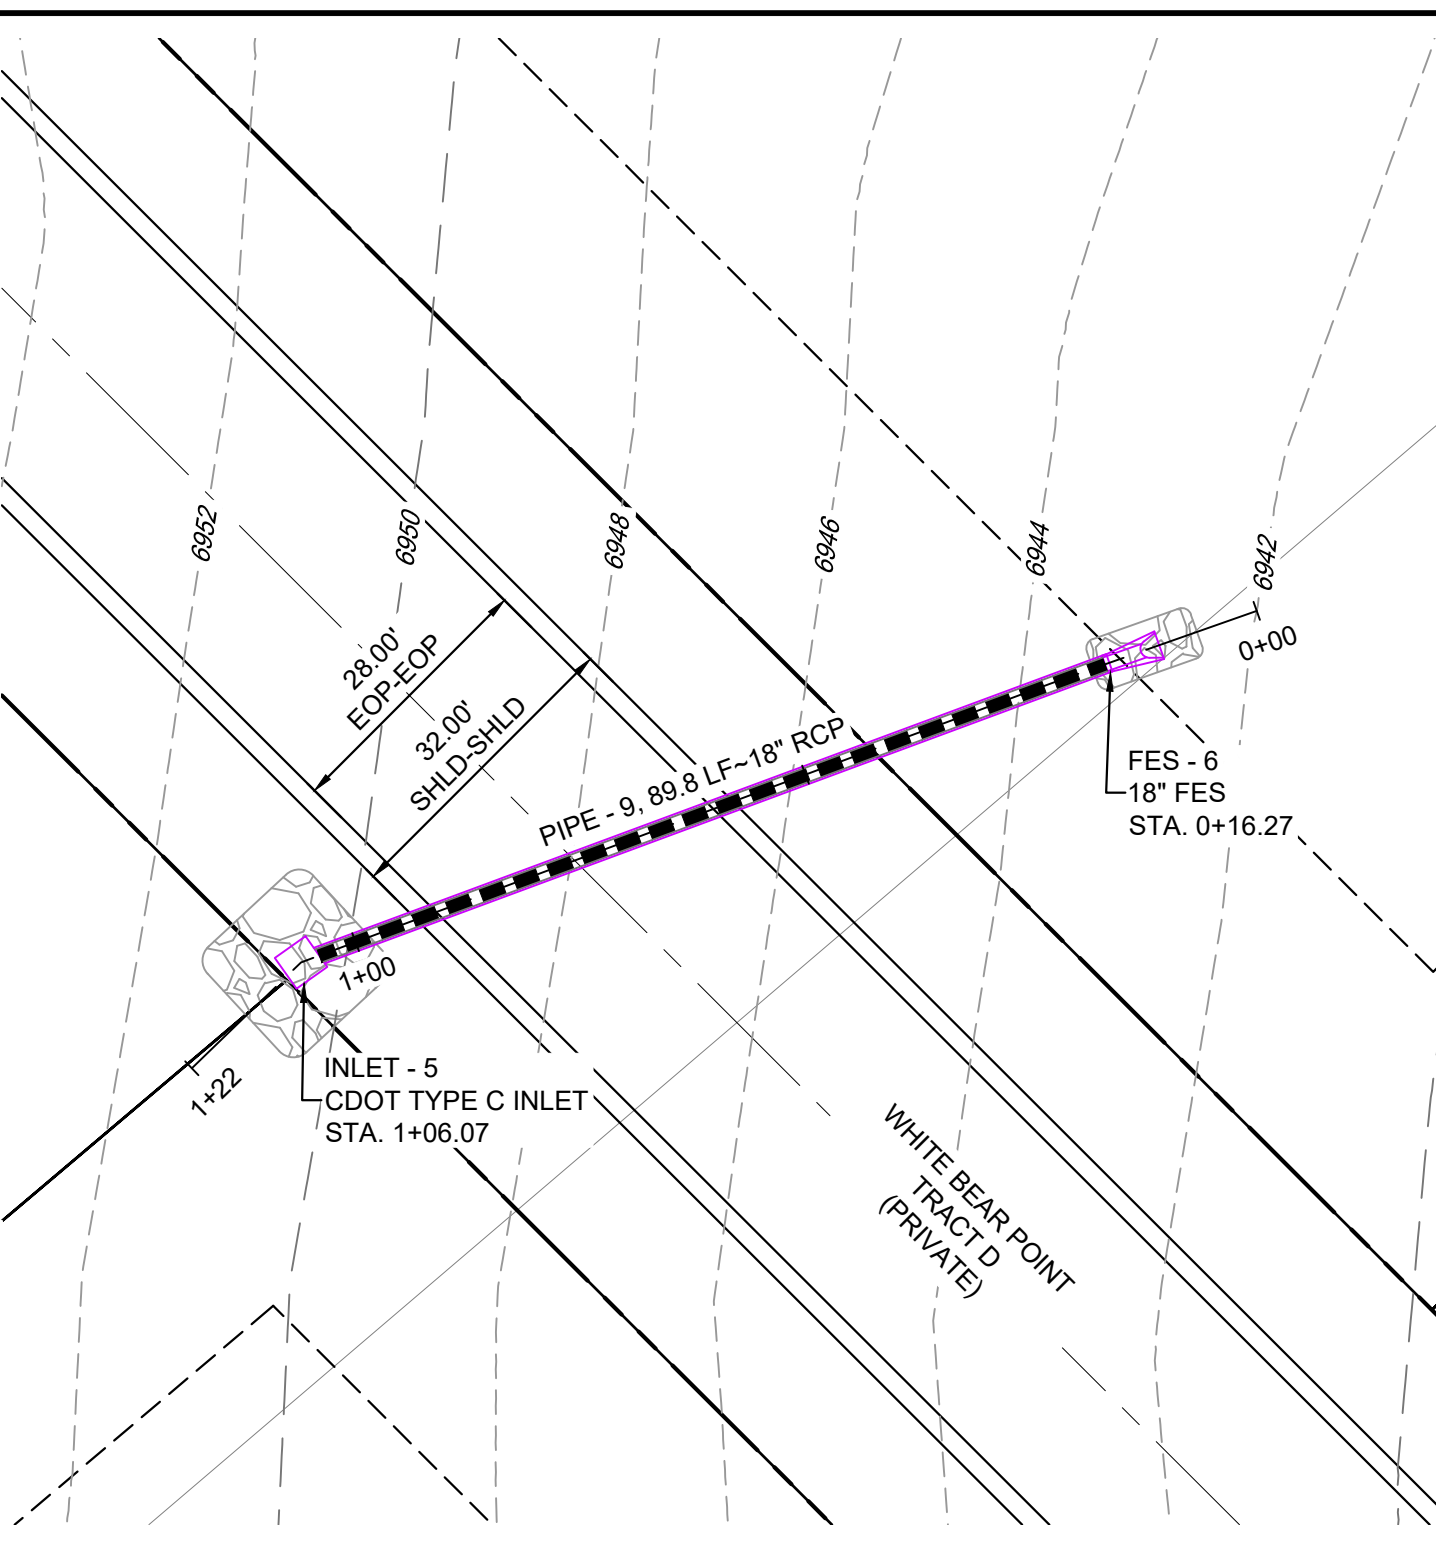 6952
6950
6948
6946
6944
6942
28.00'
EOP-EOP
32.00'
SHLD-SHLD
PIPE - 9, 89.8 LF~18" RCP
0+00
FES - 6
18" FES
STA. 0+16.27
1+00
1+22
INLET - 5
CDOT TYPE C INLET
STA. 1+06.07
WHITE BEAR POINT
TRACT D
(PRIVATE)